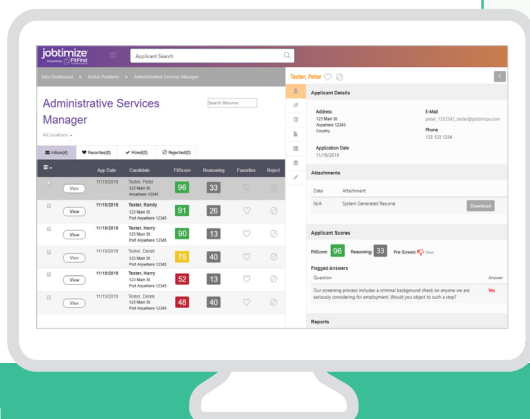 jobtimize
Powered by FitFirst
Applicant Search
Jobs Dashboard > Active Positions > Administrative Services Manager
Tester, Peter
Administrative Services
Manager
Search Resume
All Locations
Inbox(4) Favorites(0) Hired(0) Rejected(0)
App Date Candidate FitScore Reasoning Favorites Reject
View 11/19/2019 Tester, Peter 96 33
123 Main St
Anywhere 12345
View 11/19/2019 Tester, Randy 91 26
123 Main St
Port Anywhere 12345
View 11/19/2019 Tester, Harry 90 13
123 Main St
Port Anywhere 12345
View 11/19/2019 Tester, Derek 75 40
123 Main St
Port Anywhere 12345
View 11/19/2019 Tester, Harry 52 13
123 Main St
Port Anywhere 12345
View 11/19/2019 Tester, Derek 48 40
123 Main St
Port Anywhere 12345
Applicant Details
Address E-Mail
123 Main St
Anywhere 12345
Country Phone
123 123 1234
Application Date
11/19/2019
Attachments
Date Attachment
N/A System Generated Resume Download
Applicant Scores
FitScore 96 Reasoning 33 Pre-Screen View
Flagged Answers
Question Answer
Our screening process includes a criminal background check on anyone we are Yes
seriously considering for employment. Would you object to such a step?
Reports